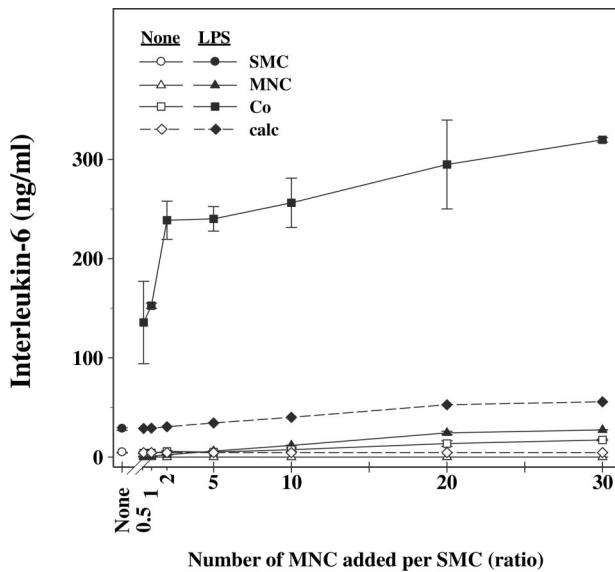 None LPS
SMC
MNC
Co
calc
300
200
100
0
Interleukin-6 (ng/ml)
None
0.5
1
2
5
10
20
30
Number of MNC added per SMC (ratio)